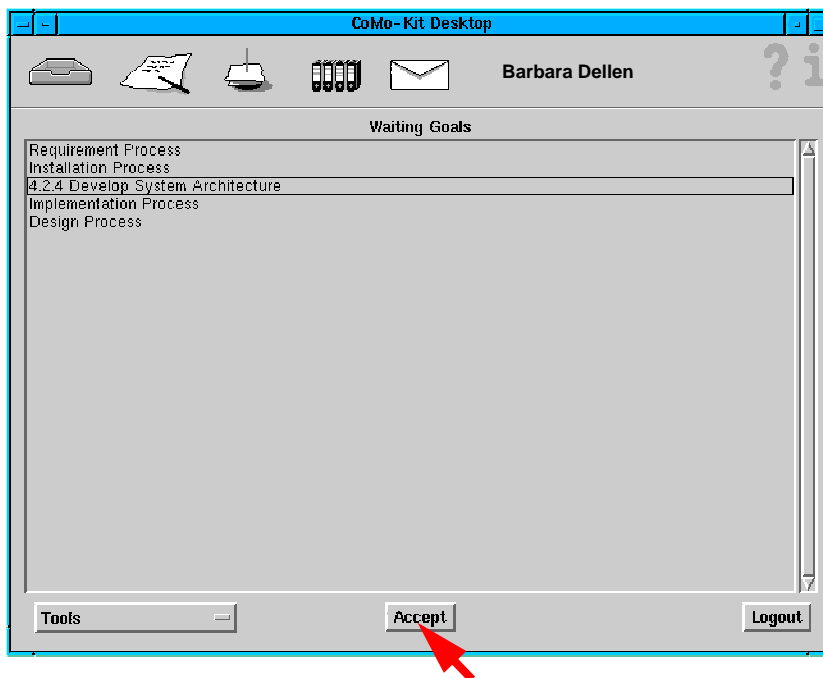 CoMo-Kit Desktop
Barbara Dellen
? i
Waiting Goals
Requirement Process
Installation Process
4.2.4 Develop System Architecture
Implementation Process
Design Process
Tools
Accept
Logout